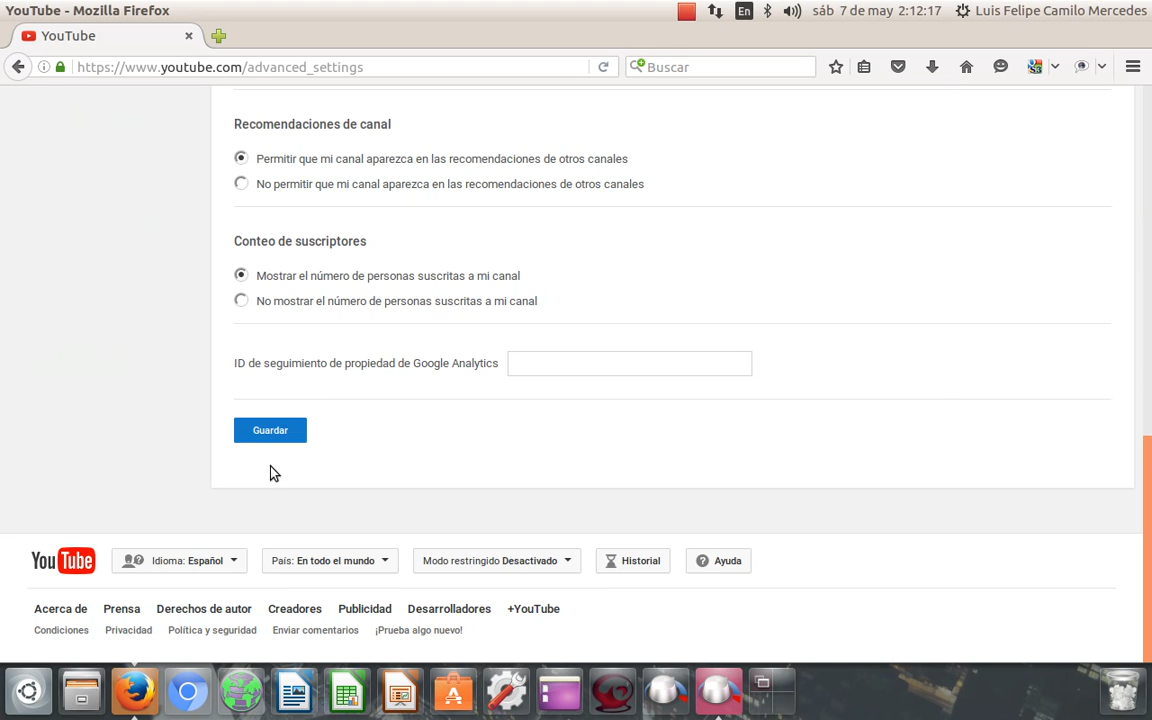 YouTube - Mozilla Firefox
En
sáb 7 de may 2:12:17
Luis Felipe Camilo Mercedes
YouTube
https://www.youtube.com/advanced_settings
Buscar
Recomendaciones de canal
Permitir que mi canal aparezca en las recomendaciones de otros canales
No permitir que mi canal aparezca en las recomendaciones de otros canales
Conteo de suscriptores
Mostrar el número de personas suscritas a mi canal
No mostrar el número de personas suscritas a mi canal
ID de seguimiento de propiedad de Google Analytics
Guardar
YouTube
Idioma: Español
País: En todo el mundo
Modo restringido Desactivado
Historial
Ayuda
Acerca de Prensa Derechos de autor Creadores Publicidad Desarrolladores +YouTube
Condiciones Privacidad Política y seguridad Enviar comentarios ¡Prueba algo nuevo!